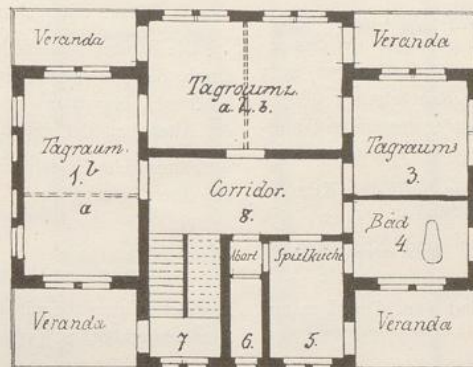 Veranda
Veranda
Tagraum 2.
a. b.
Tagraum.
1. b
a
Tagraum
3.
Corridor.
8.
Bad
4.
Abort
Spülküche
Veranda
7
6.
5.
Veranda